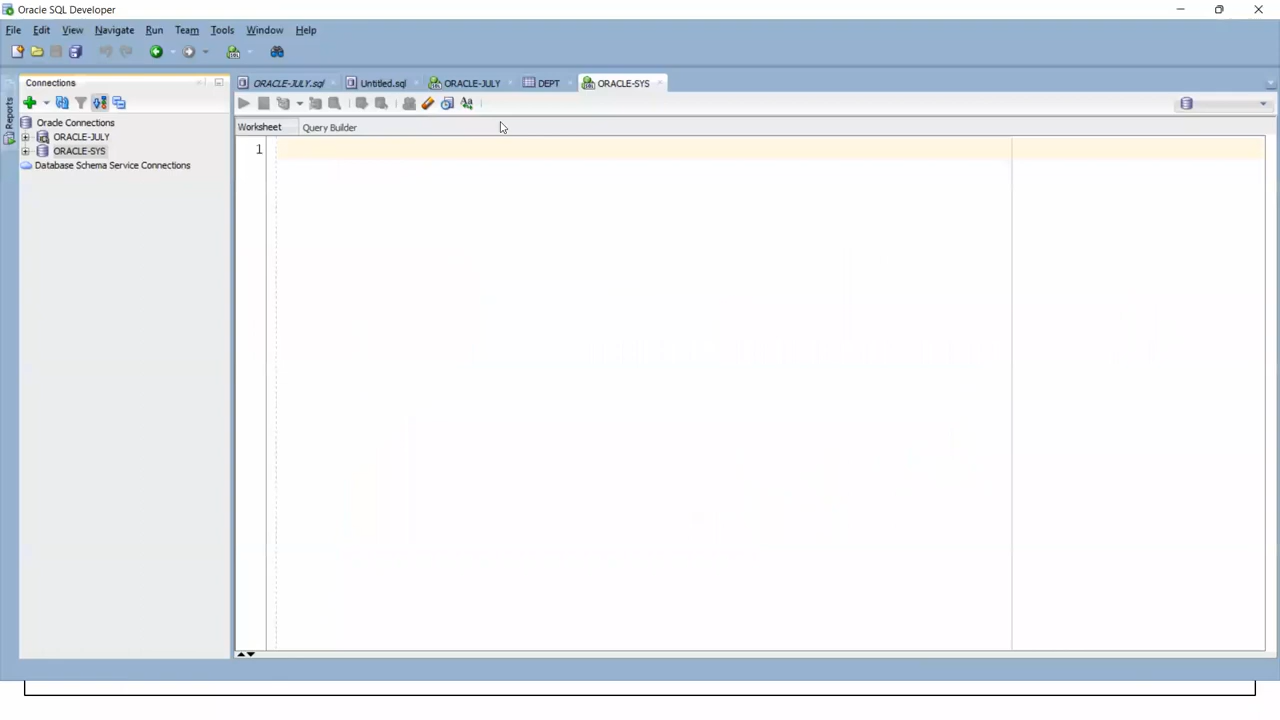 Oracle SQL Developer
File Edit View Navigate Run Team Tools Window Help
Connections
ORACLE-JULY.sql Untitled.sql ORACLE-JULY DEPT ORACLE-SYS
Reports
Oracle Connections
ORACLE-JULY
ORACLE-SYS
Database Schema Service Connections
Worksheet Query Builder
1